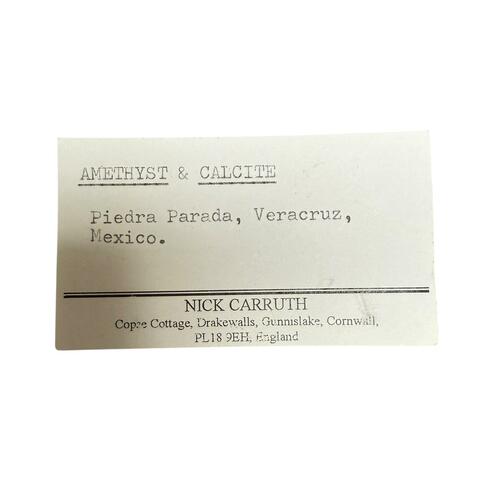 AMETHYST & CALCITE
Piedra Parada, Veracruz,
Mexico.
NICK CARRUTH
Copse Cottage, Drakewalls, Gunnislake, Cornwall,
PL18 9EH, England